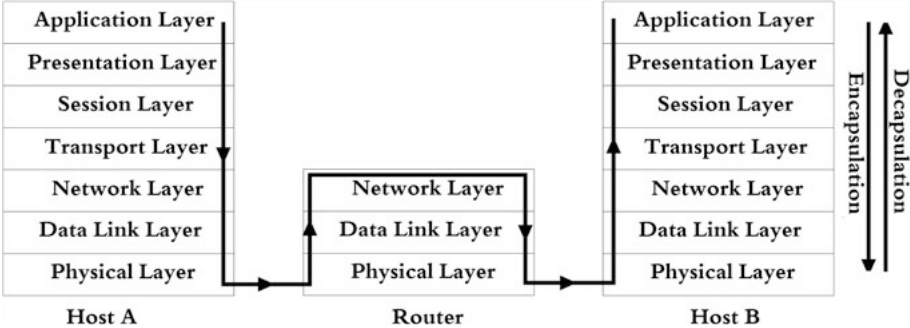 Application Layer
Presentation Layer
Session Layer
Transport Layer
Network Layer
Data Link Layer
Physical Layer
Host A
Network Layer
Data Link Layer
Physical Layer
Router
Application Layer
Presentation Layer
Session Layer
Transport Layer
Network Layer
Data Link Layer
Physical Layer
Host B
Encapsulation
Decapsulation